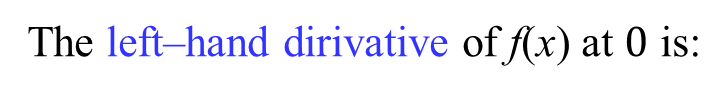 The left–hand dirivative of f(x) at 0 is: